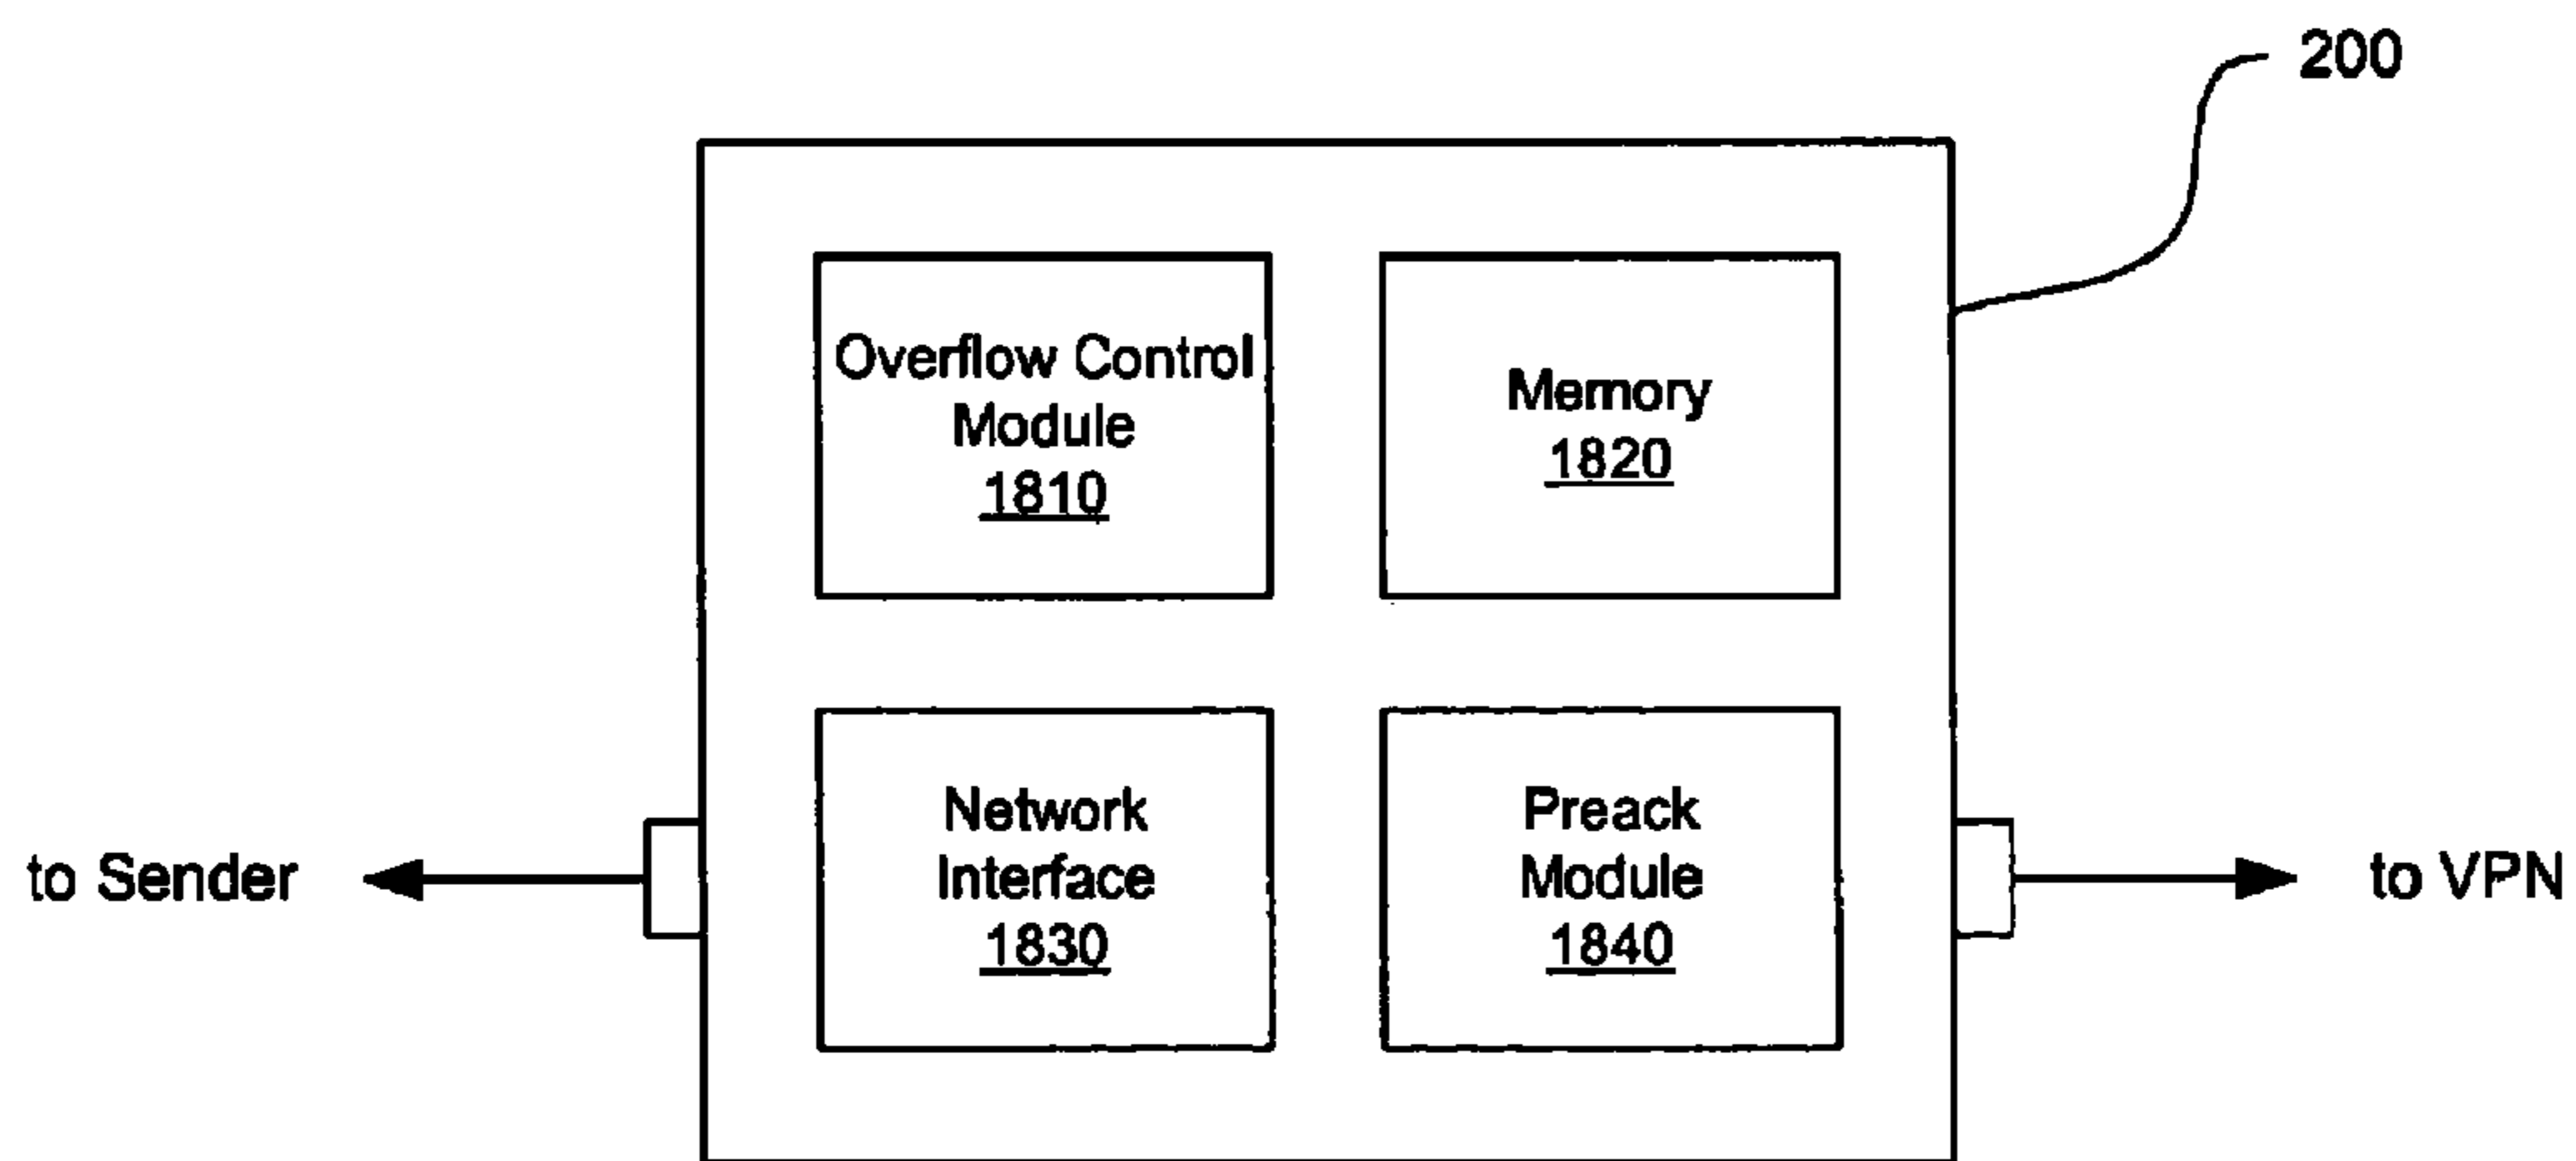 200
Overflow Control
Module
1810
Memory
1820
Network
Interface
1830
Preack
Module
1840
to Sender
to VPN